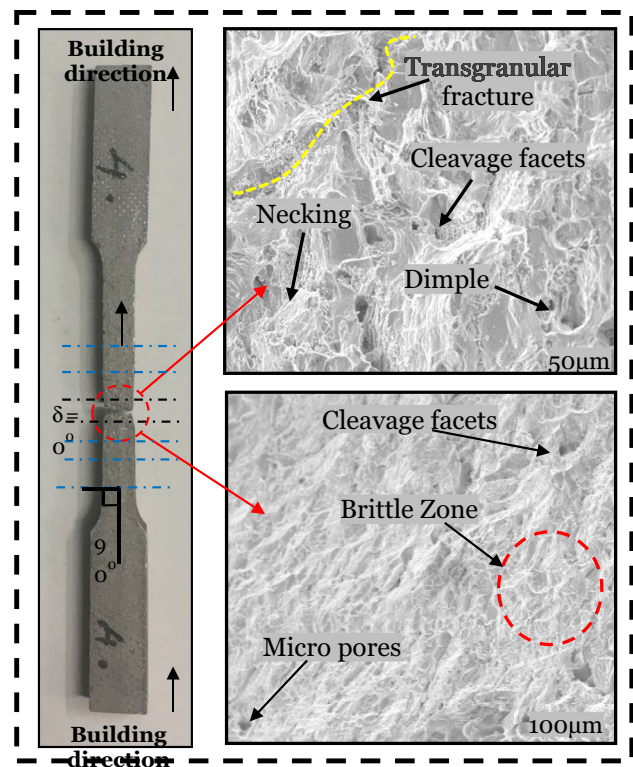 Building
direction
4.
δ=
0°
9
0°
4.
Building
direction
Transgranular
fracture
Cleavage facets
Necking
Dimple
50µm
Cleavage facets
Brittle Zone
Micro pores
100µm